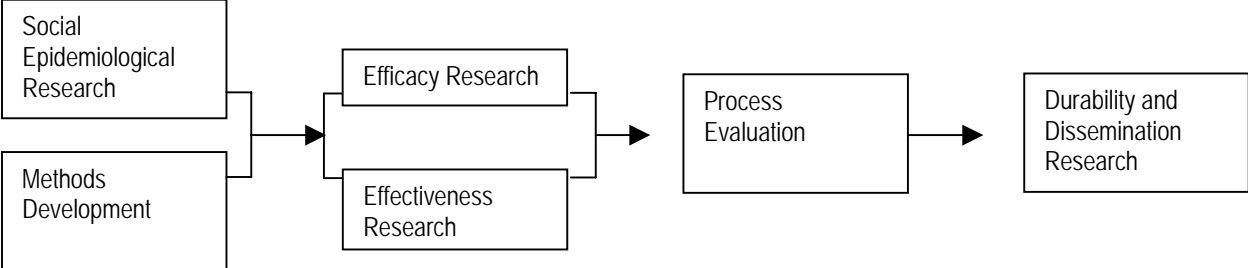 Social
Epidemiological
Research
Methods
Development
Efficacy Research
Effectiveness
Research
Process
Evaluation
Durability and
Dissemination
Research